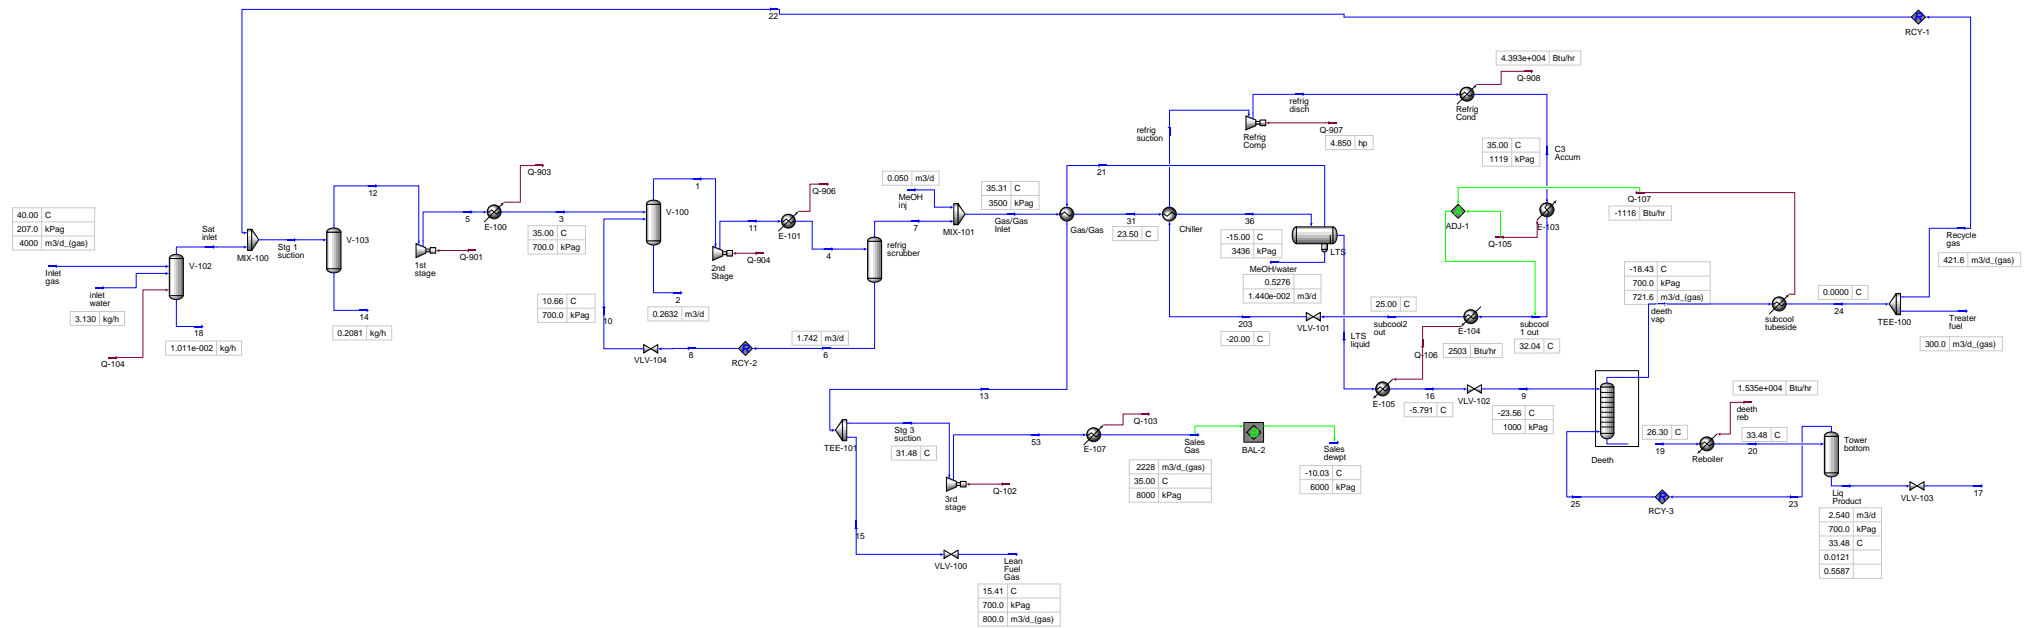 22
RCY-1
4.393e+004 Btu/hr
Q-908
refrig
disch
Refrig
Cond
refrig
suction
Refrig
Comp
Q-907
4.850 hp
35.00 C
1119 kPag
C3
Accum
Q-903
Q-906
0.050 m3/d
MeOH
inj
21
Q-107
-1116 Btu/hr
40.00 C
207.0 kPag
4000 m3/d_(gas)
Sat
inlet
MIX-100
Stg 1
suction
V-103
12
5
E-100
3
V-100
1
11
E-101
4
35.31 C
3500 kPag
7
MIX-101
Gas/Gas
Inlet
Gas/Gas
31
23.50 C
Chiller
36
-15.00 C
3436 kPag
LTS
ADJ-1
Q-105
E-103
Recycle
gas
421.6 m3/d_(gas)
Inlet
gas
V-102
inlet
water
3.130 kg/h
1st
stage
Q-901
35.00 C
700.0 kPag
2nd
Stage
Q-904
refrig
scrubber
MeOH/water
0.5276
1.440e-002 m3/d
-18.43 C
700.0 kPag
721.6 m3/d_(gas)
deeth
vap
subcool
tubeside
0.0000 C
24
TEE-100
Treater
fuel
300.0 m3/d_(gas)
18
1.011e-002 kg/h
Q-104
14
0.2081 kg/h
10.66 C
700.0 kPag
10
2
0.2632 m3/d
VLV-104
8
RCY-2
1.742 m3/d
6
203
-20.00 C
VLV-101
25.00 C
subcool2
out
E-104
subcool
1 out
32.04 C
LTS
liquid
Q-106
2503 Btu/hr
13
E-105
16
-5.791 C
VLV-102
9
-23.56 C
1000 kPag
Deeth
1.535e+004 Btu/hr
deeth
reb
26.30 C
19
Reboiler
33.48 C
20
Tower
bottom
TEE-101
Stg 3
suction
31.48 C
53
E-107
Q-103
Sales
Gas
BAL-2
Sales
dewpt
2228 m3/d_(gas)
35.00 C
8000 kPag
-10.03 C
6000 kPag
3rd
stage
Q-102
25
RCY-3
23
Liq
Product
VLV-103
17
2.540 m3/d
700.0 kPag
33.48 C
0.0121
0.5587
15
VLV-100
Lean
Fuel
Gas
15.41 C
700.0 kPag
800.0 m3/d_(gas)